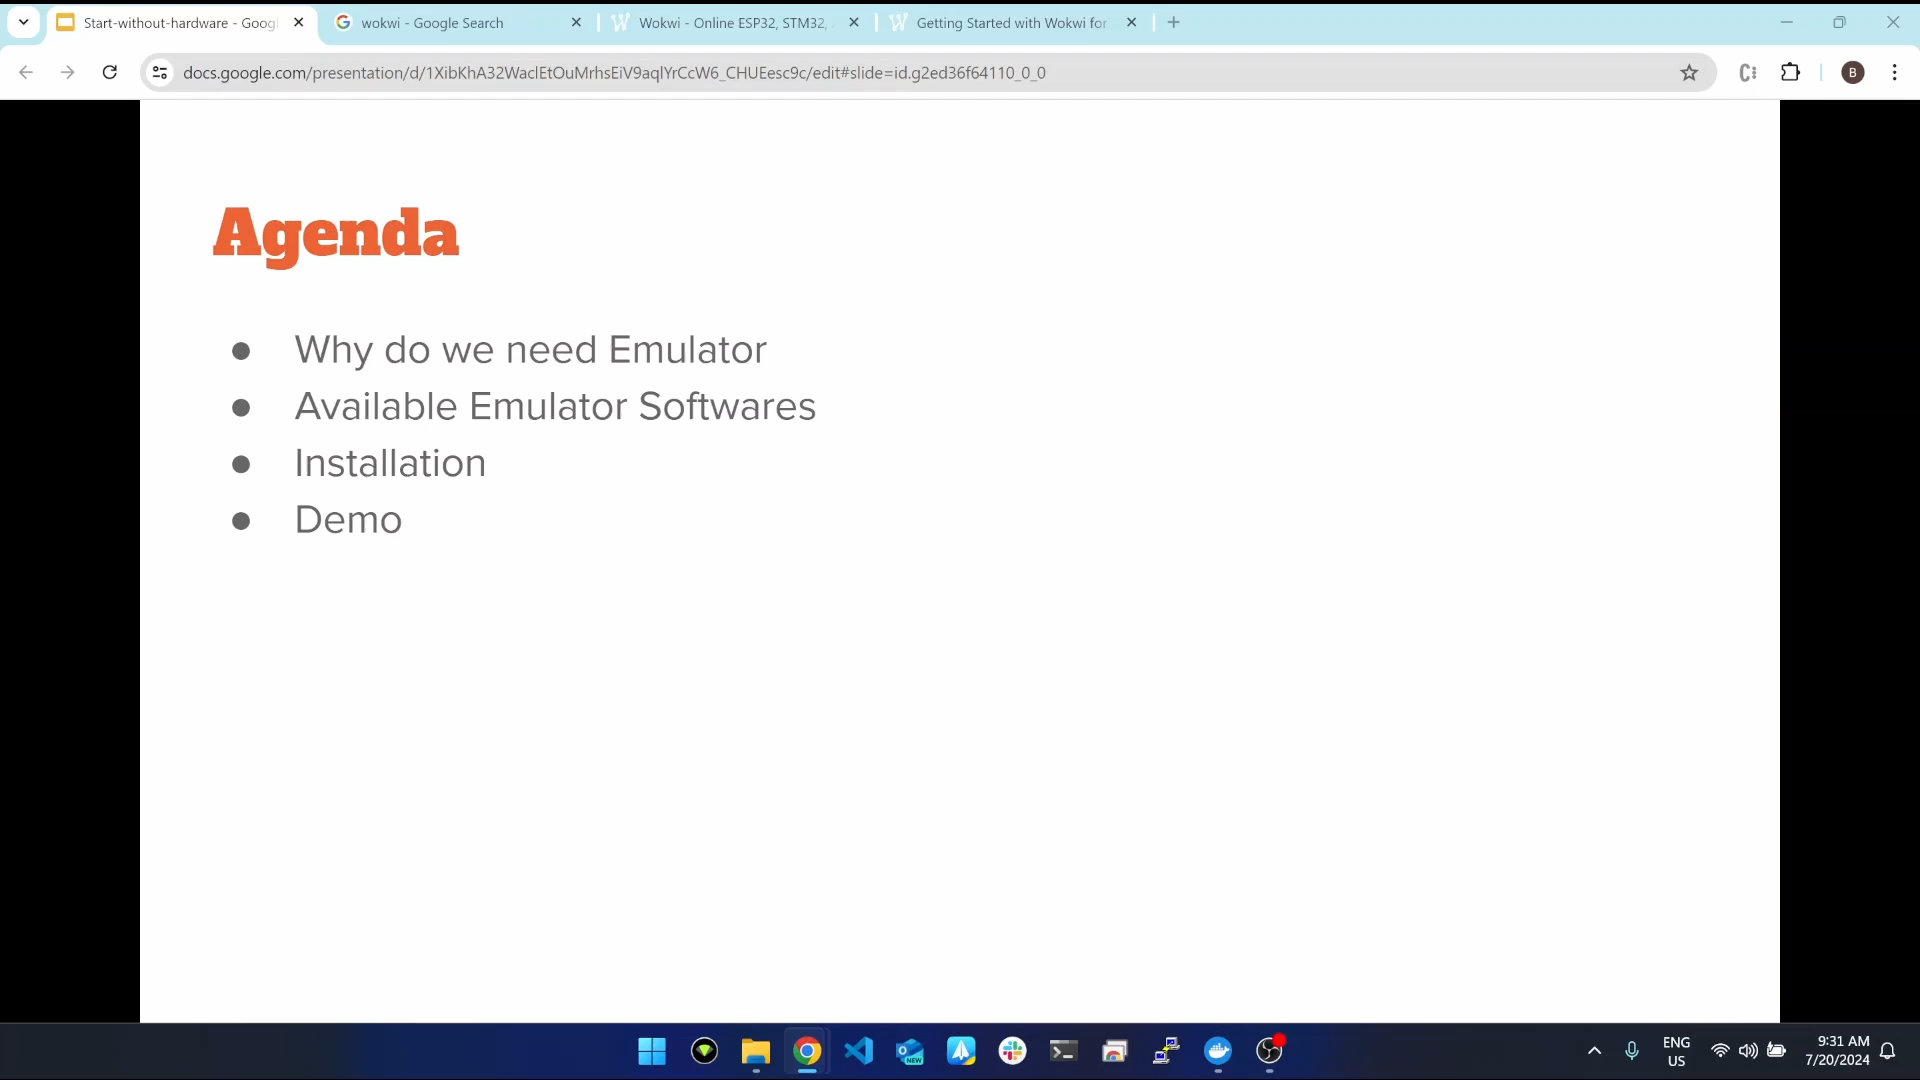 Start-without-hardware - Goog
wokwi - Google Search
Wokwi - Online ESP32, STM32,
Getting Started with Wokwi for
docs.google.com/presentation/d/1XibKhA32WaclEtOuMrhsEiV9aqlYrCcW6_CHUEesc9c/edit#slide=id.g2ed36f64110_0_0
B
Agenda
● Why do we need Emulator
● Available Emulator Softwares
● Installation
● Demo
NEW
ENG
US
9:31 AM
7/20/2024